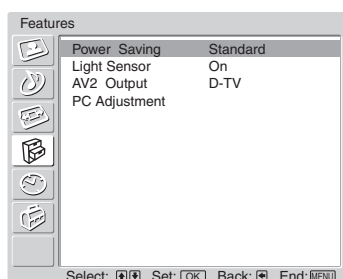 Features
Power Saving Standard
Light Sensor On
AV2 Output D-TV
PC Adjustment
Select: Set: OK Back: End: MENU